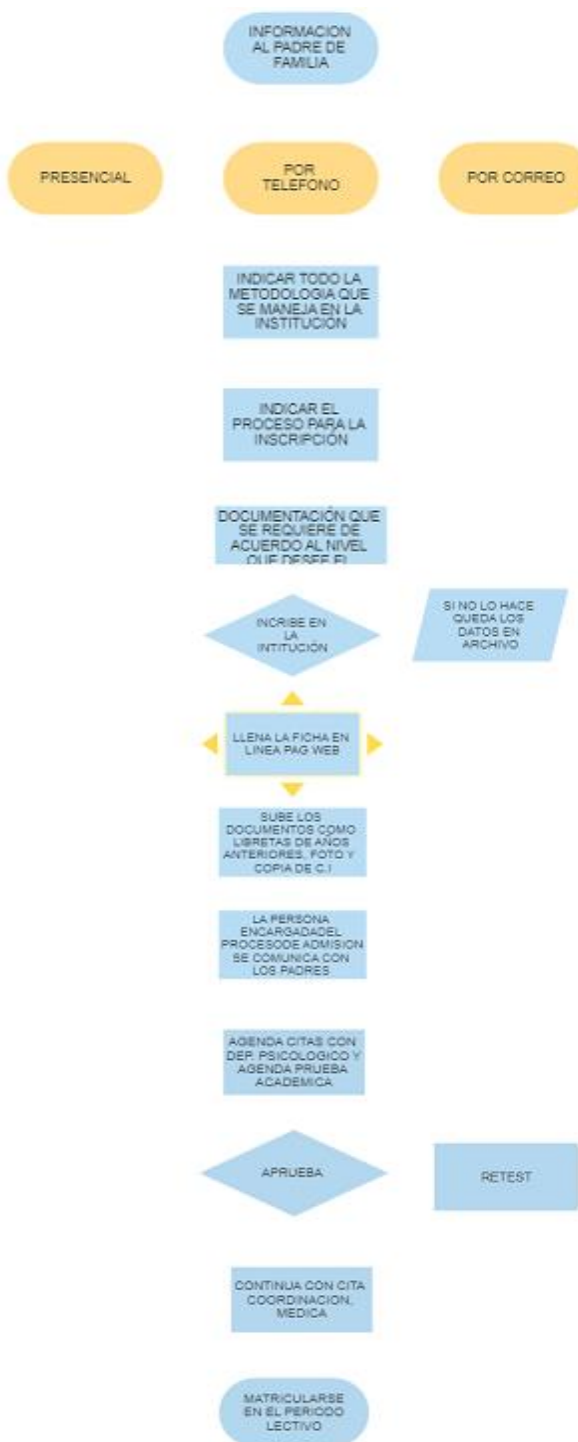 INFORMACION
AL PADRE DE
FAMILIA
PRESENCIAL
POR
TELEFONO
POR CORREO
INDICAR TODO LA
METODOLOGIA QUE
SE MANEJA EN LA
INSTITUCIÓN
INDICAR EL
PROCESO PARA LA
INSCRIPCIÓN
DOCUMENTACIÓN QUE
SE REQUIERE DE
ACUERDO AL NIVEL
QUE DESEE EL
INCRIBE EN
LA
INTITUCIÓN
SI NO LO HACE
QUEDA LOS
DATOS EN
ARCHIVO
LLENA LA FICHA EN
LINEA PAG WEB
SUBE LOS
DOCUMENTOS COMO
LIBRETAS DE AÑOS
ANTERIORES, FOTO Y
COPIA DE C.I
LA PERSONA
ENCARGADADEL
PROCESODE ADMISION
SE COMUNICA CON
LOS PADRES
AGENDA CITAS CON
DEP. PSICOLOGICO Y
AGENDA PRUEBA
ACADEMICA
APRUEBA
RETEST
CONTINUA CON CITA
COORDINACION,
MEDICA
MATRICULARSE
EN EL PERIODO
LECTIVO